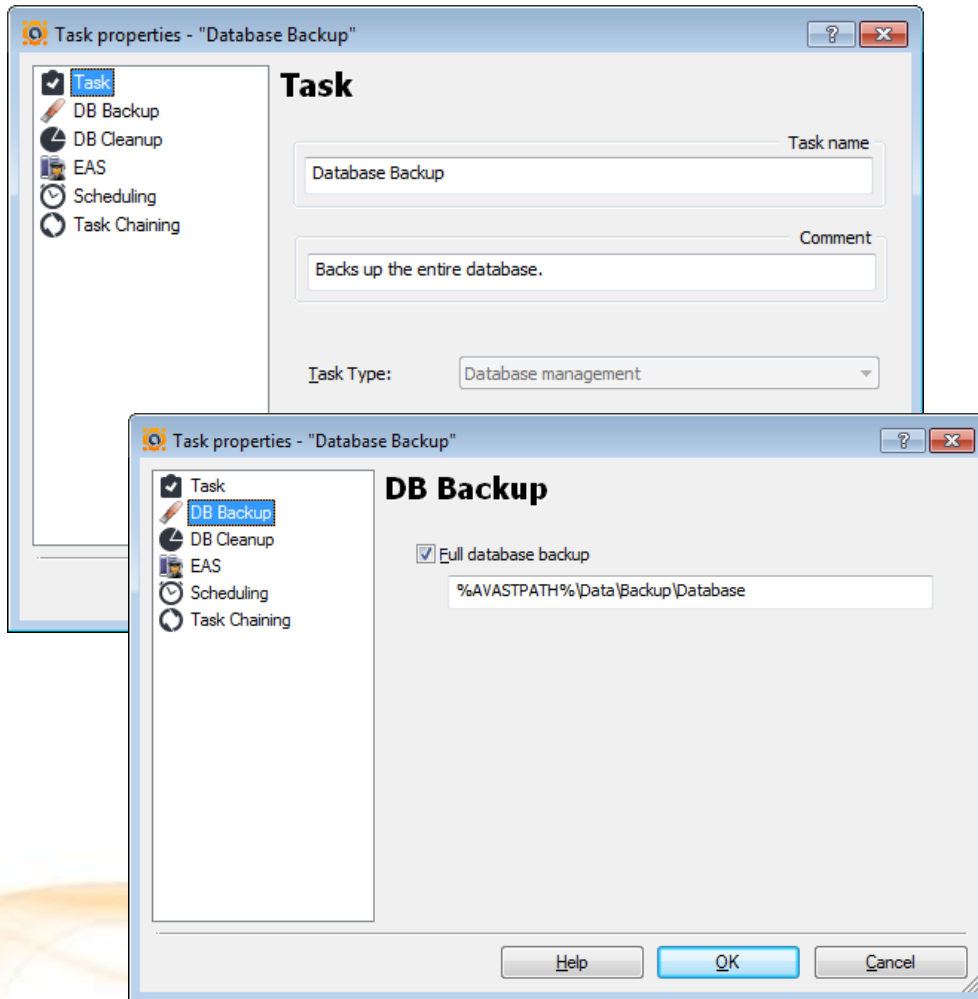 Task properties - "Database Backup"
Task
DB Backup
DB Cleanup
EAS
Scheduling
Task Chaining
Task
Task name
Database Backup
Comment
Backs up the entire database.
Task Type:
Database management
Task properties - "Database Backup"
Task
DB Backup
DB Cleanup
EAS
Scheduling
Task Chaining
DB Backup
Full database backup
%AVASTPATH%\Data\Backup\Database
Help
OK
Cancel